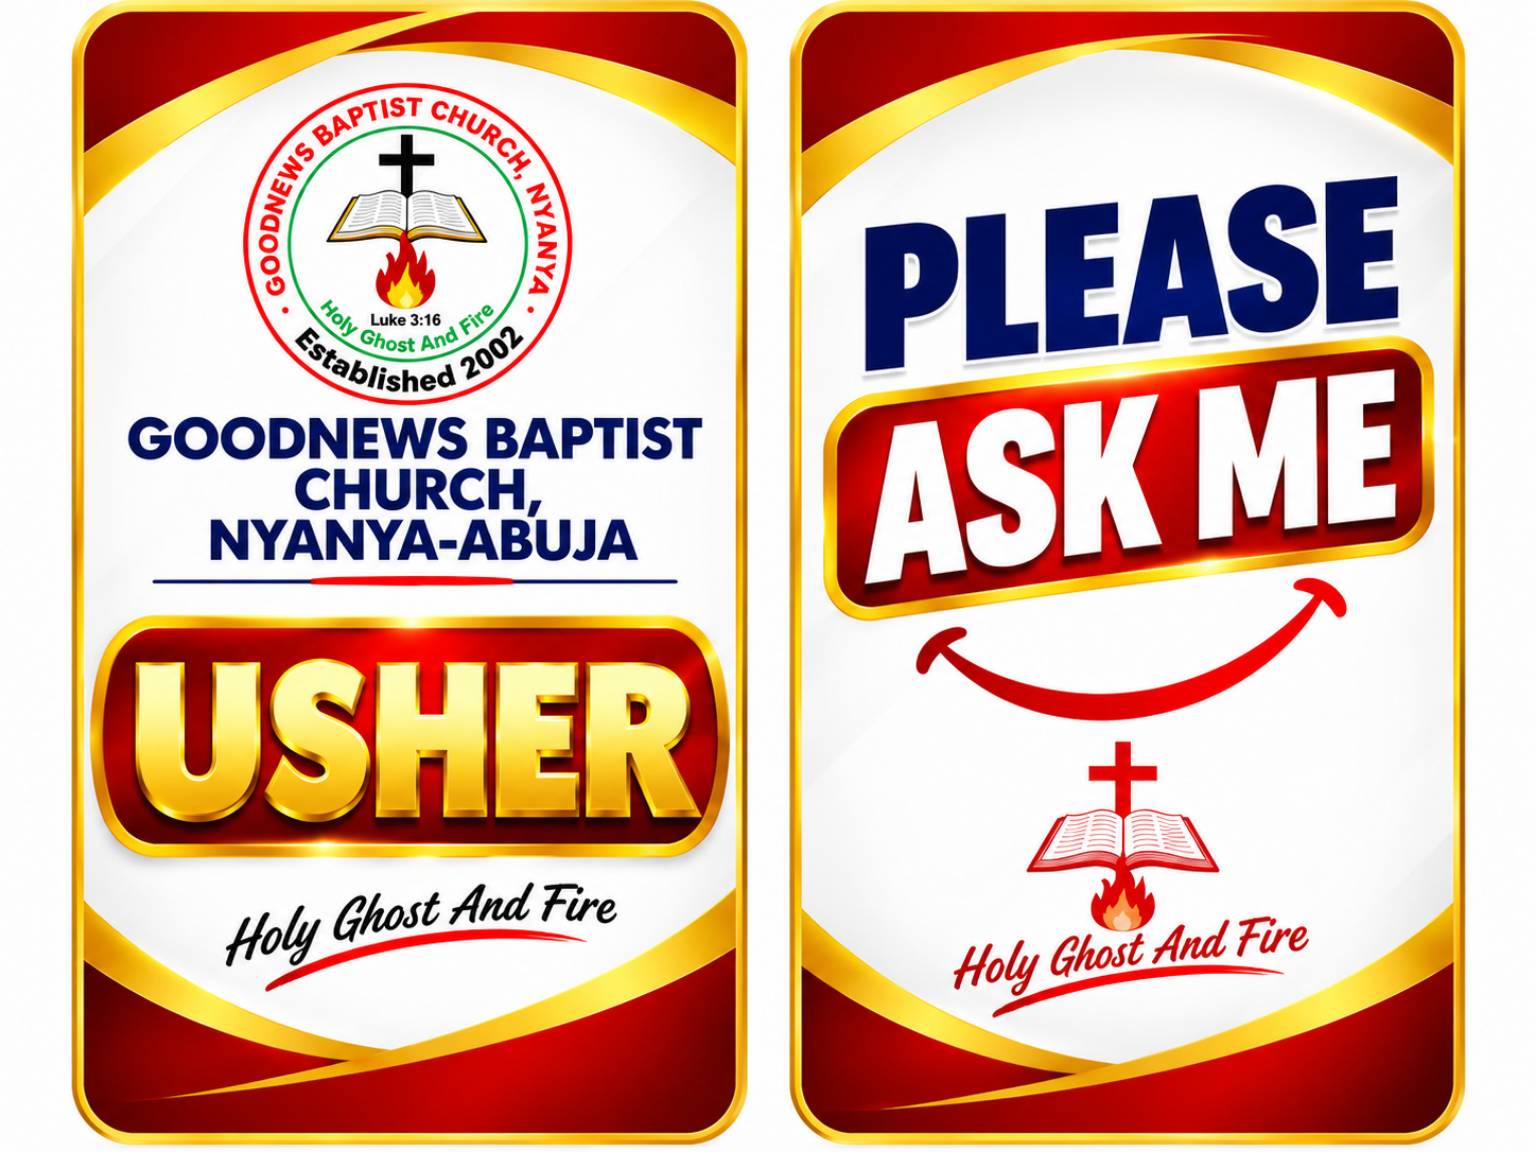 GOODNEWS BAPTIST CHURCH, NYANYA
Luke 3:16
Holy Ghost And Fire
Established 2002
GOODNEWS BAPTIST
CHURCH,
NYANYA-ABUJA
USHER
Holy Ghost And Fire
PLEASE
ASK ME
Holy Ghost And Fire